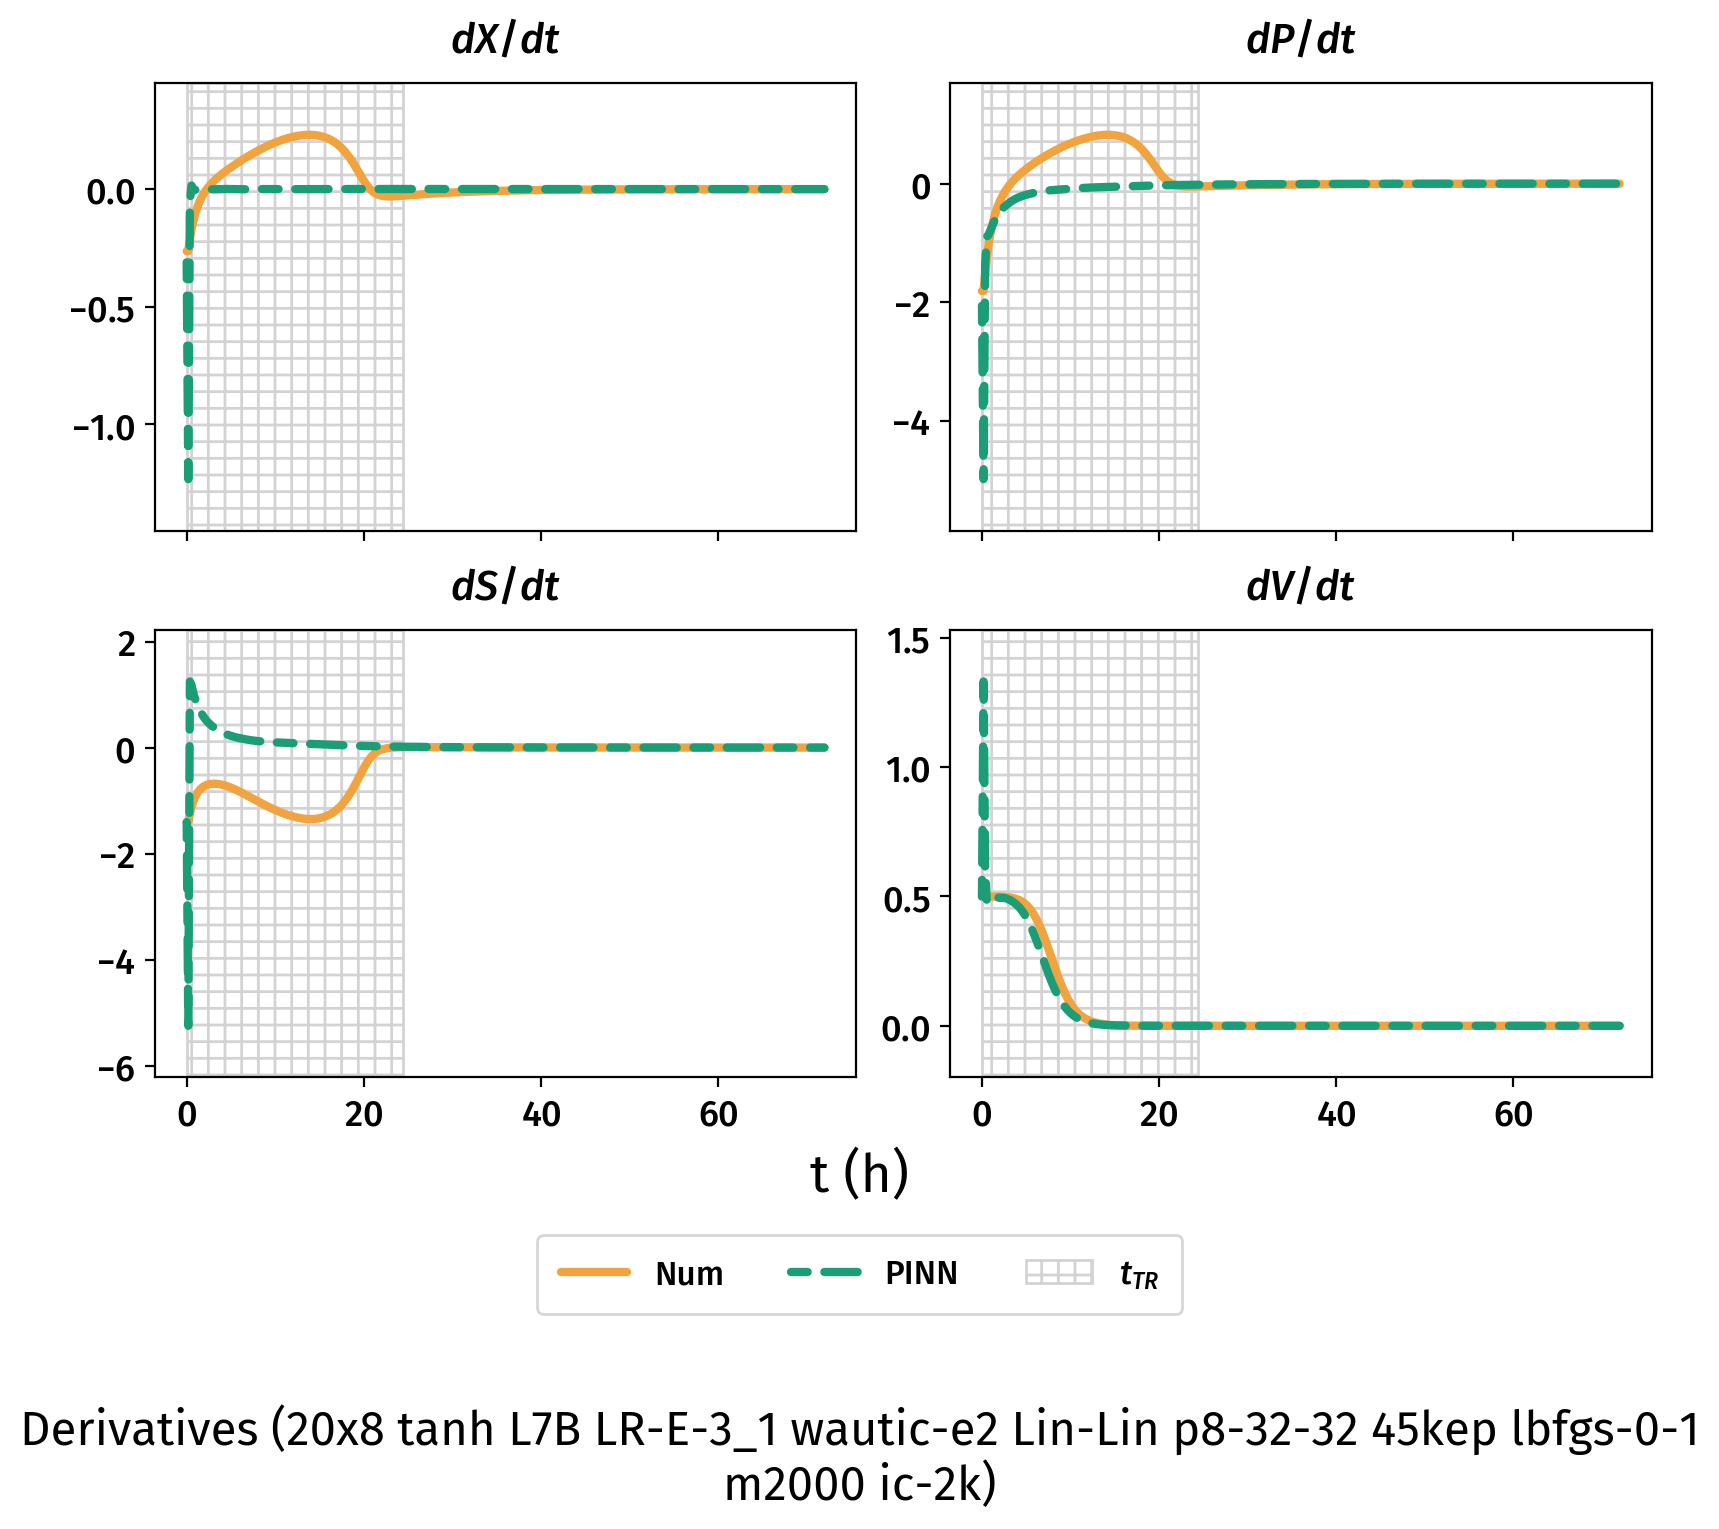 dX/dt
dP/dt
0.0
−0.5
−1.0
0
−2
−4
dS/dt
dV/dt
2
0
−2
−4
−6
1.5
1.0
0.5
0.0
0 20 40 60
0 20 40 60
t (h)
Num PINN tTR
Derivatives (20x8 tanh L7B LR-E-3_1 wautic-e2 Lin-Lin p8-32-32 45kep lbfgs-0-1
m2000 ic-2k)